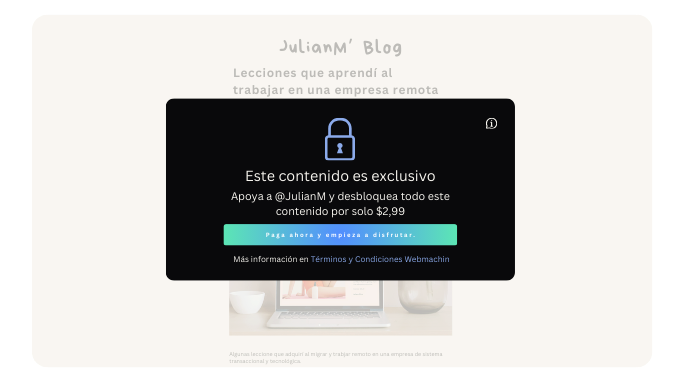 JulianM' Blog
Lecciones que aprendí al
trabajar en una empresa remota
Este contenido es exclusivo
Apoya a @JulianM y desbloquea todo este
contenido por solo $2,99
Paga ahora y empieza a disfrutar.
Más información en Términos y Condiciones Webmachin
Algunas lecciones que adquirí al migrar y trabajar remoto en una empresa de sistema
transaccional y tecnológica.